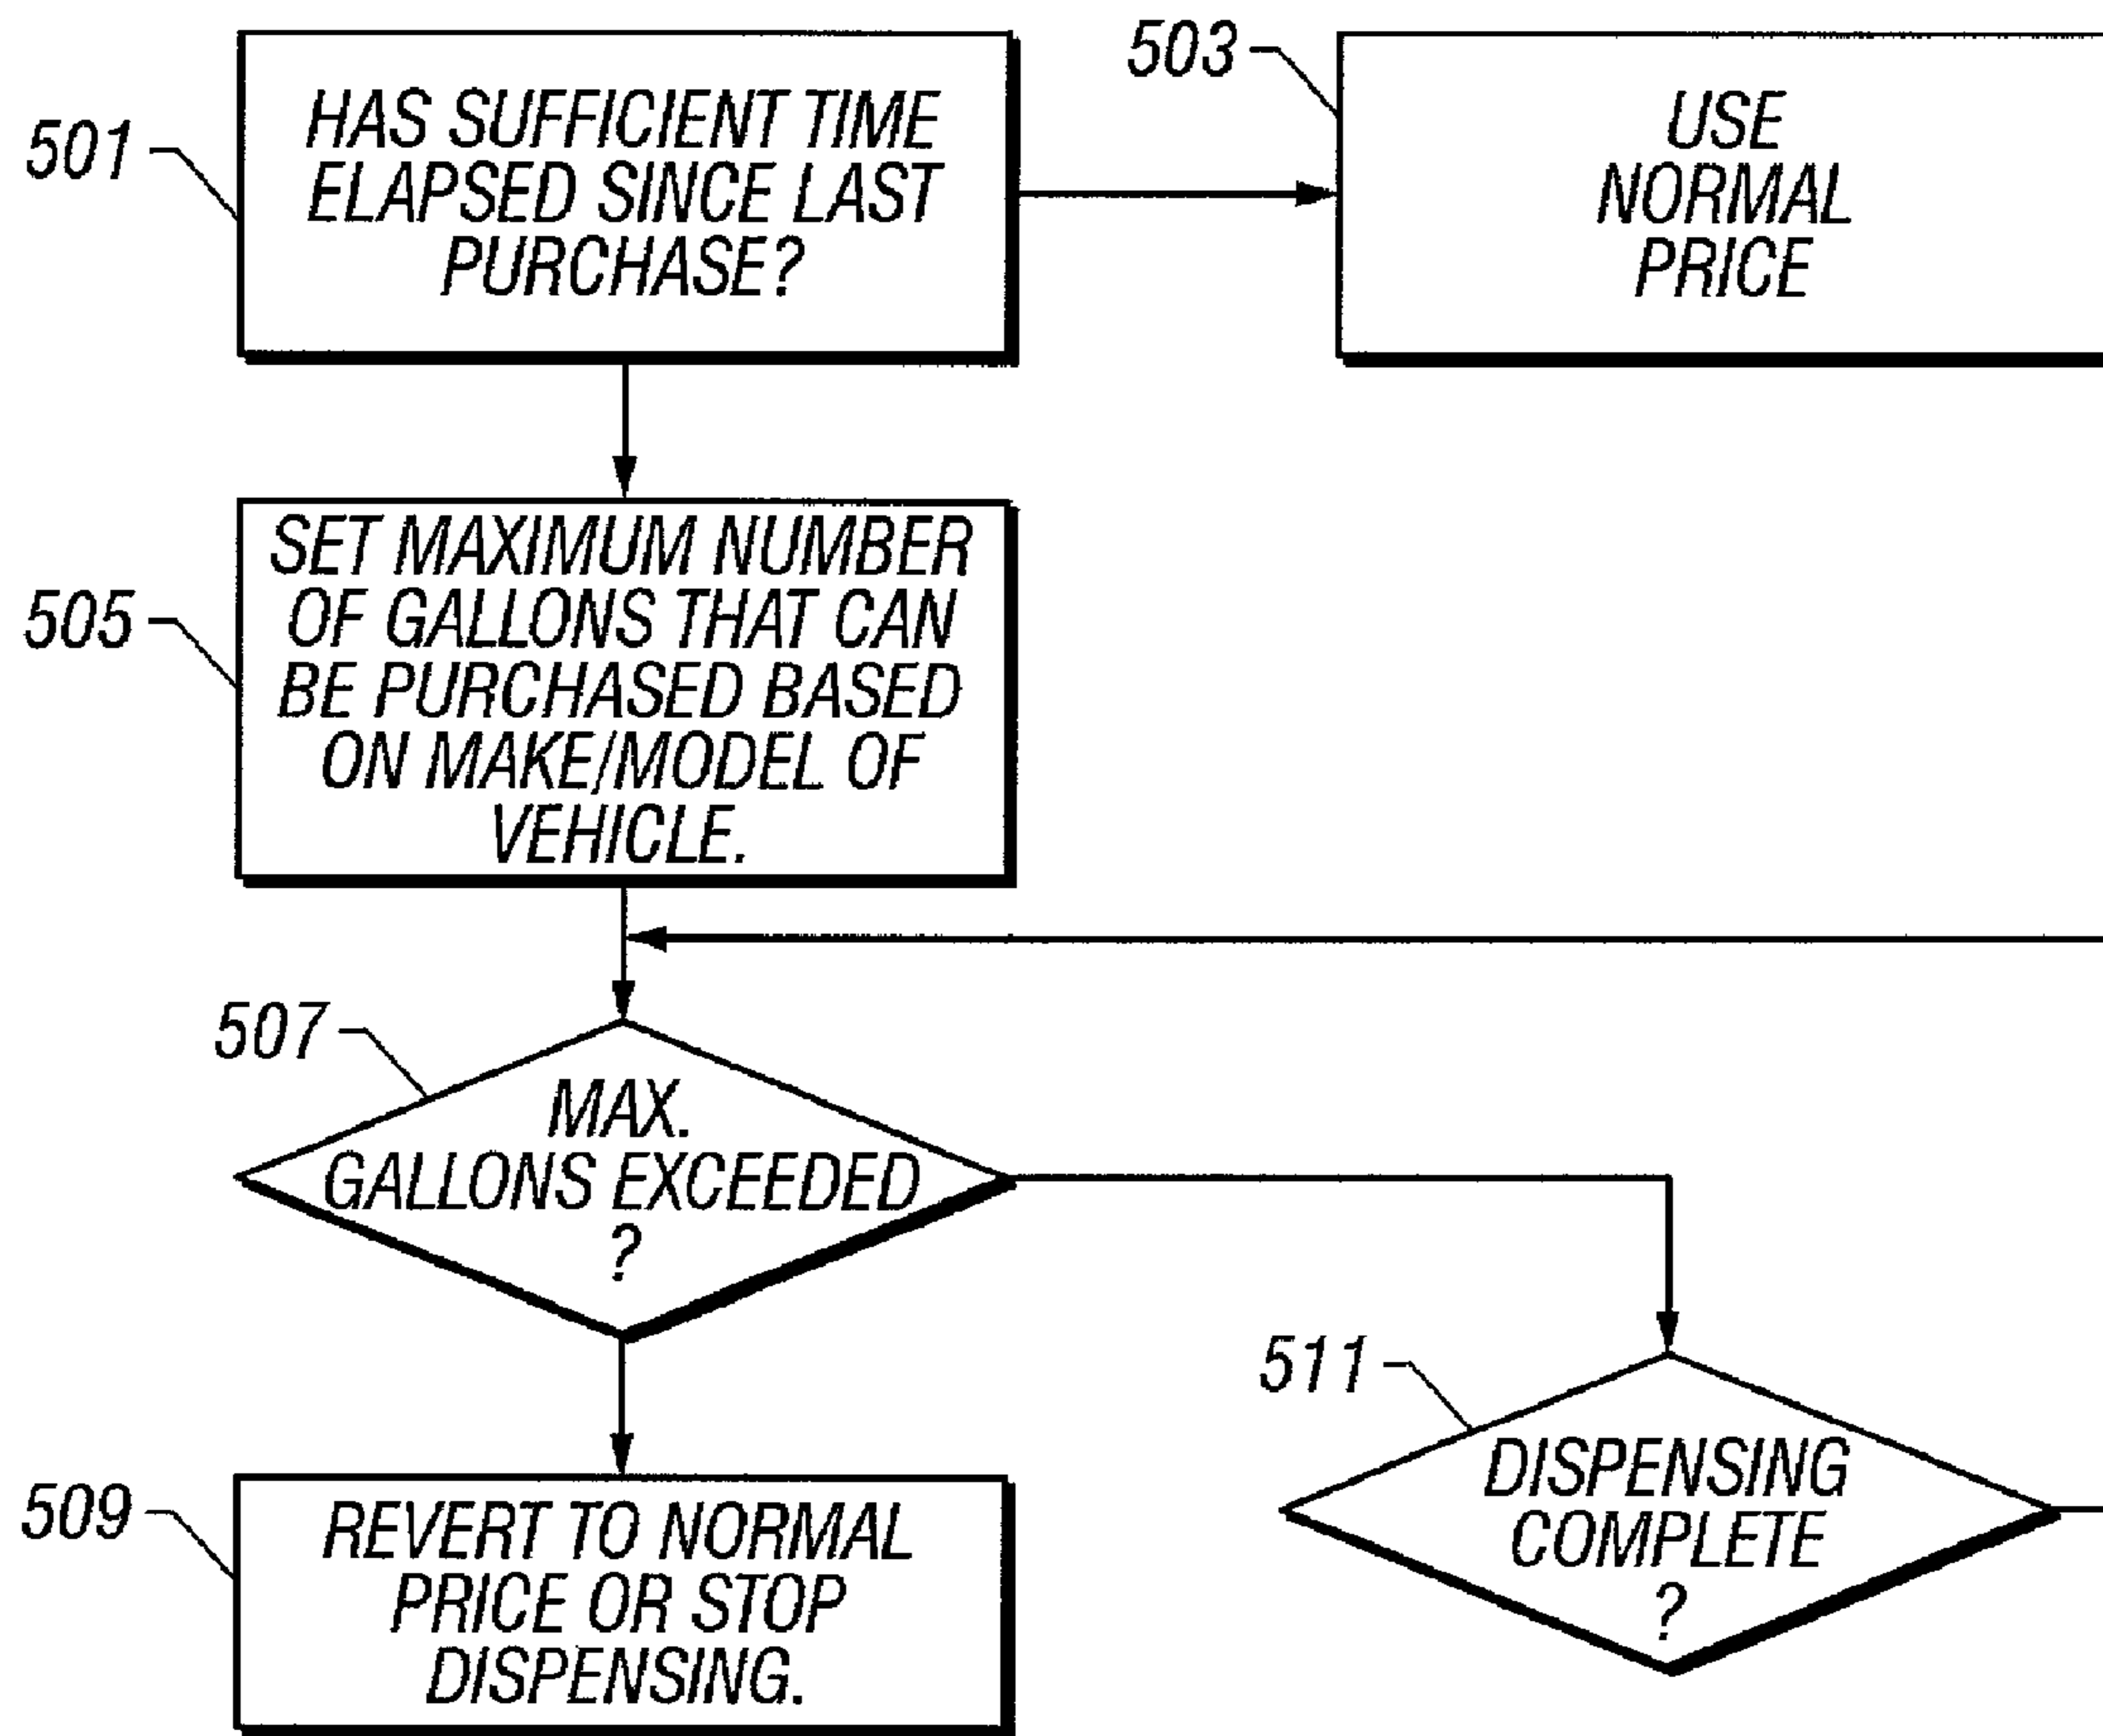 501
HAS SUFFICIENT TIME
ELAPSED SINCE LAST
PURCHASE?
503
USE
NORMAL
PRICE
505
SET MAXIMUM NUMBER
OF GALLONS THAT CAN
BE PURCHASED BASED
ON MAKE/MODEL OF
VEHICLE.
507
MAX.
GALLONS EXCEEDED
?
511
DISPENSING
COMPLETE
?
509
REVERT TO NORMAL
PRICE OR STOP
DISPENSING.